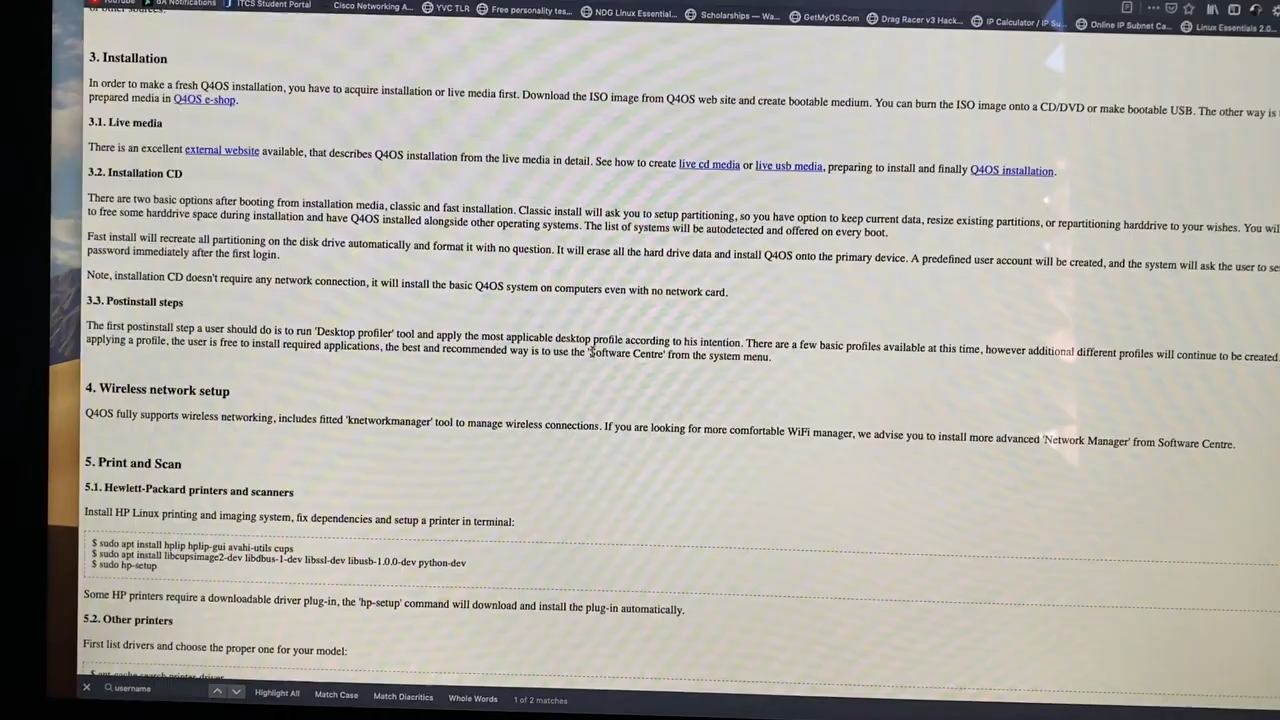 YouTube BA Notifications ITCS Student Portal Cisco Networking A... YVC TLR Free personality tes... NDG Linux Essential... Scholarships — Wa... GetMyOS.Com Drag Racer v3 Hack... IP Calculator / IP Su... Online IP Subnet Ca... Linux Essentials 2.0...
of other sources.
3. Installation
In order to make a fresh Q4OS installation, you have to acquire installation or live media first. Download the ISO image from Q4OS web site and create bootable medium. You can burn the ISO image onto a CD/DVD or make bootable USB. The other way is
prepared media in Q4OS e-shop.
3.1. Live media
There is an excellent external website available, that describes Q4OS installation from the live media in detail. See how to create live cd media or live usb media, preparing to install and finally Q4OS installation.
3.2. Installation CD
There are two basic options after booting from installation media, classic and fast installation. Classic install will ask you to setup partitioning, so you have option to keep current data, resize existing partitions, or repartitioning harddrive to your wishes. You wil
to free some harddrive space during installation and have Q4OS installed alongside other operating systems. The list of systems will be autodetected and offered on every boot.
Fast install will recreate all partitioning on the disk drive automatically and format it with no question. It will erase all the hard drive data and install Q4OS onto the primary device. A predefined user account will be created, and the system will ask the user to se
password immediately after the first login.
Note, installation CD doesn't require any network connection, it will install the basic Q4OS system on computers even with no network card.
3.3. Postinstall steps
The first postinstall step a user should do is to run 'Desktop profiler' tool and apply the most applicable desktop profile according to his intention. There are a few basic profiles available at this time, however additional different profiles will continue to be created.
applying a profile, the user is free to install required applications, the best and recommended way is to use the 'Software Centre' from the system menu.
4. Wireless network setup
Q4OS fully supports wireless networking, includes fitted 'knetworkmanager' tool to manage wireless connections. If you are looking for more comfortable WiFi manager, we advise you to install more advanced 'Network Manager' from Software Centre.
5. Print and Scan
5.1. Hewlett-Packard printers and scanners
Install HP Linux printing and imaging system, fix dependencies and setup a printer in terminal:
$ sudo apt install hplip hplip-gui avahi-utils cups
$ sudo apt install libcupsimage2-dev libdbus-1-dev libssl-dev libusb-1.0.0-dev python-dev
$ sudo hp-setup
Some HP printers require a downloadable driver plug-in, the 'hp-setup' command will download and install the plug-in automatically.
5.2. Other printers
First list drivers and choose the proper one for your model:
$ apt-cache search printer driver
username Highlight All Match Case Match Diacritics Whole Words 1 of 2 matches